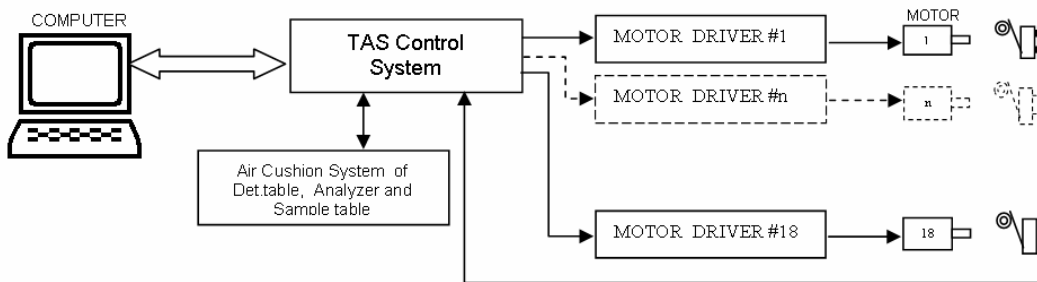 COMPUTER
TAS Control
System
MOTOR DRIVER #1
MOTOR
1
MOTOR DRIVER #n
n
Air Cushion System of
Det.table, Analyzer and
Sample table
MOTOR DRIVER #18
18